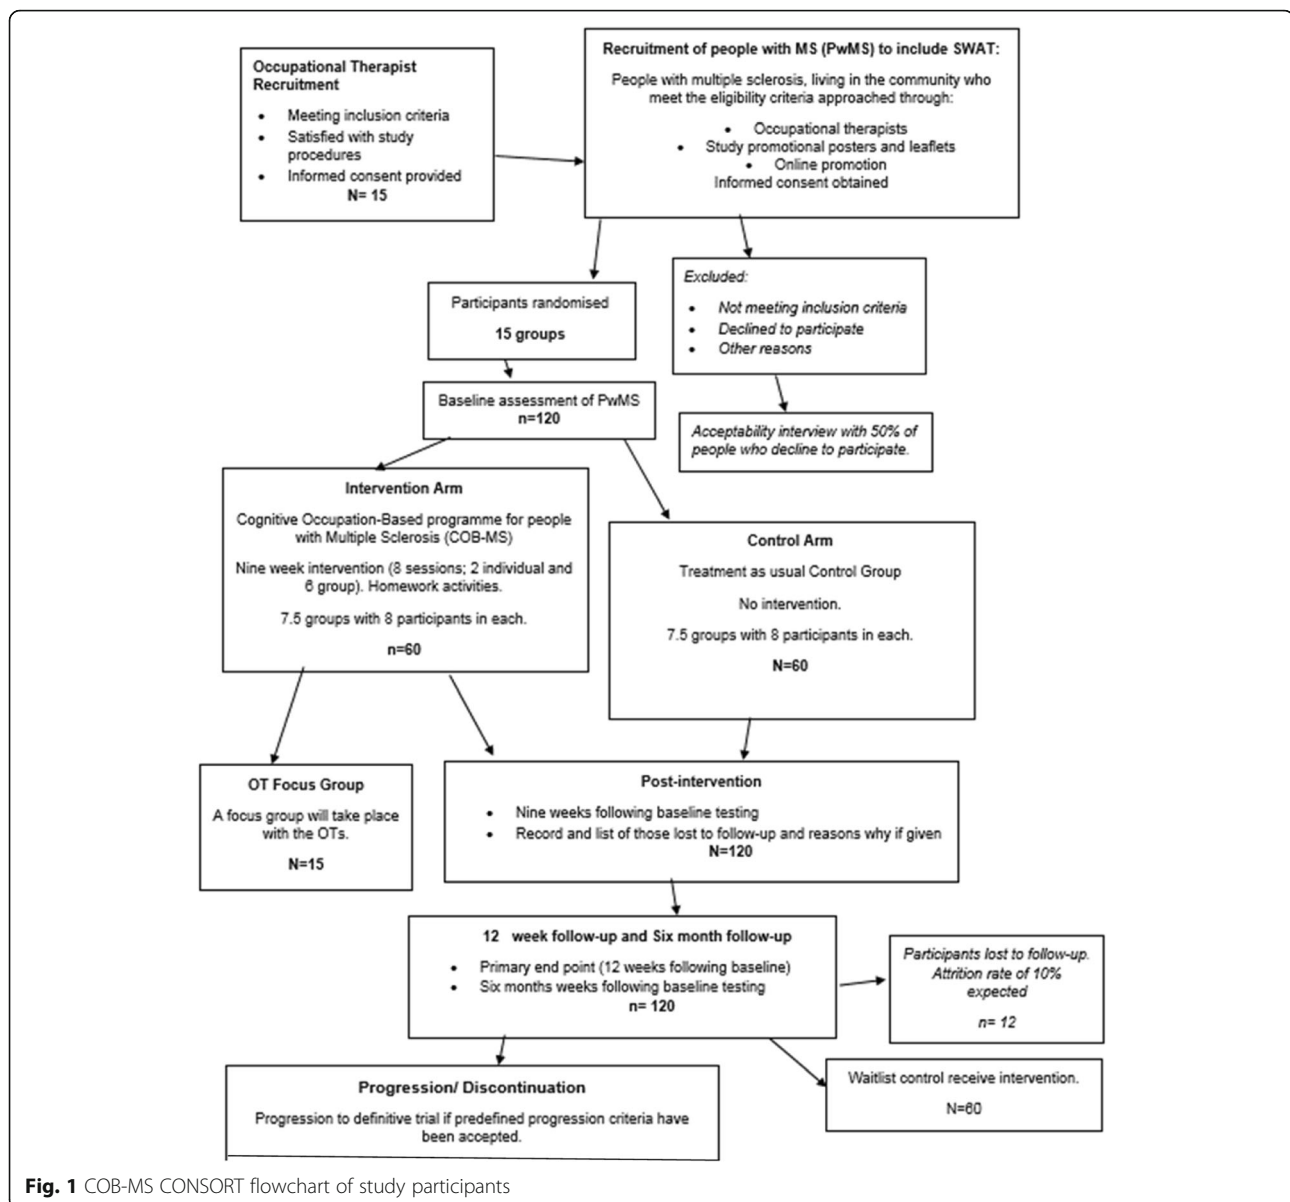 Occupational Therapist
Recruitment
• Meeting inclusion criteria
• Satisfied with study
procedures
• Informed consent provided
N= 15
Recruitment of people with MS (PwMS) to include SWAT:
People with multiple sclerosis, living in the community who
meet the eligibility criteria approached through:
• Occupational therapists
• Study promotional posters and leaflets
• Online promotion
Informed consent obtained
Participants randomised
15 groups
Excluded:
• Not meeting inclusion criteria
• Declined to participate
• Other reasons
Baseline assessment of PwMS
n=120
Acceptability interview with 50% of
people who decline to participate.
Intervention Arm
Cognitive Occupation-Based programme for people
with Multiple Sclerosis (COB-MS)
Nine week intervention (8 sessions; 2 individual and
6 group). Homework activities.
7.5 groups with 8 participants in each.
n=60
Control Arm
Treatment as usual Control Group
No intervention.
7.5 groups with 8 participants in each.
N=60
OT Focus Group
A focus group will take place
with the OTs.
N=15
Post-intervention
• Nine weeks following baseline testing
• Record and list of those lost to follow-up and reasons why if given
N=120
12 week follow-up and Six month follow-up
• Primary end point (12 weeks following baseline)
• Six months weeks following baseline testing
n= 120
Participants lost to follow-up.
Attrition rate of 10%
expected
n= 12
Waitlist control receive intervention.
N=60
Progression/ Discontinuation
Progression to definitive trial if predefined progression criteria have
been accepted.
Fig. 1 COB-MS CONSORT flowchart of study participants